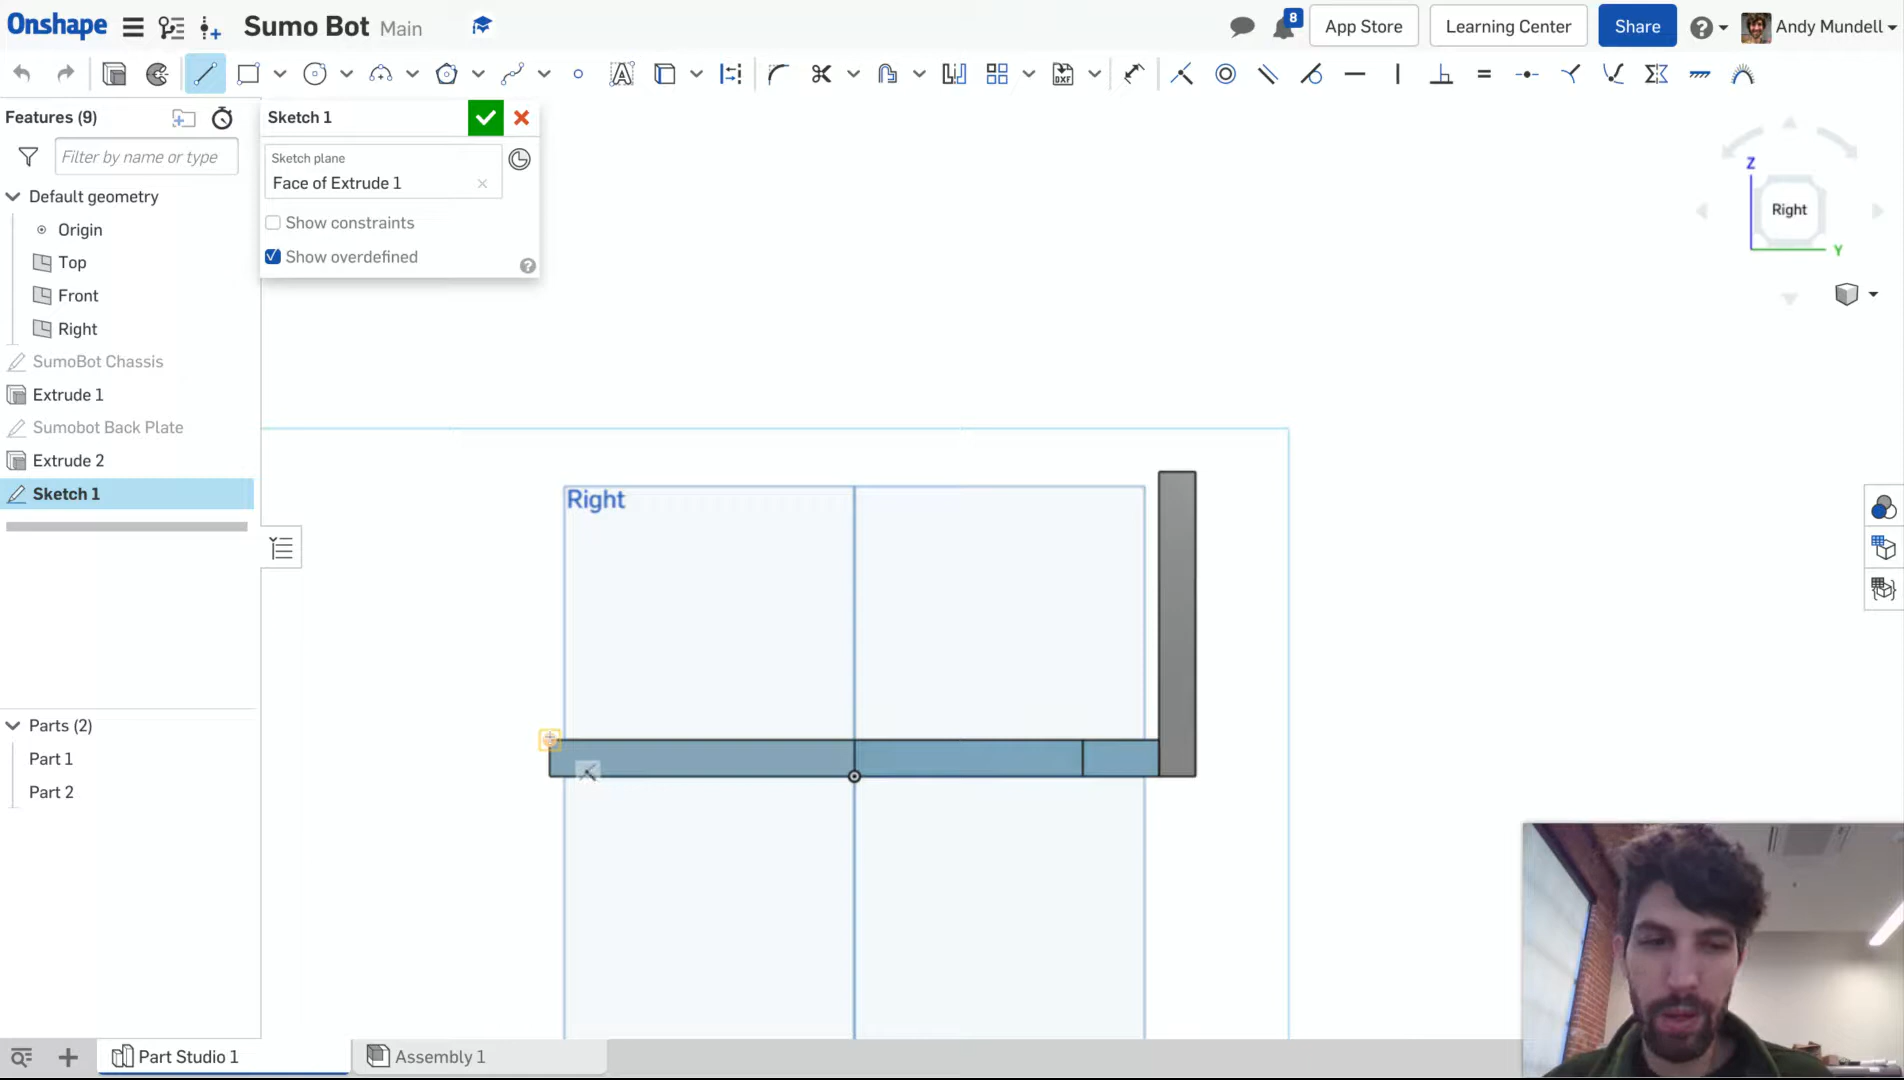 Onshape
Sumo Bot Main
8
App Store
Learning Center
Share
Andy Mundell
Features (9)
Filter by name or type
Default geometry
Origin
Top
Front
Right
SumoBot Chassis
Extrude 1
Sumobot Back Plate
Extrude 2
Sketch 1
Sketch 1
Sketch plane
Face of Extrude 1
Show constraints
Show overdefined
Right
Z
Right
Y
Parts (2)
Part 1
Part 2
Part Studio 1
Assembly 1